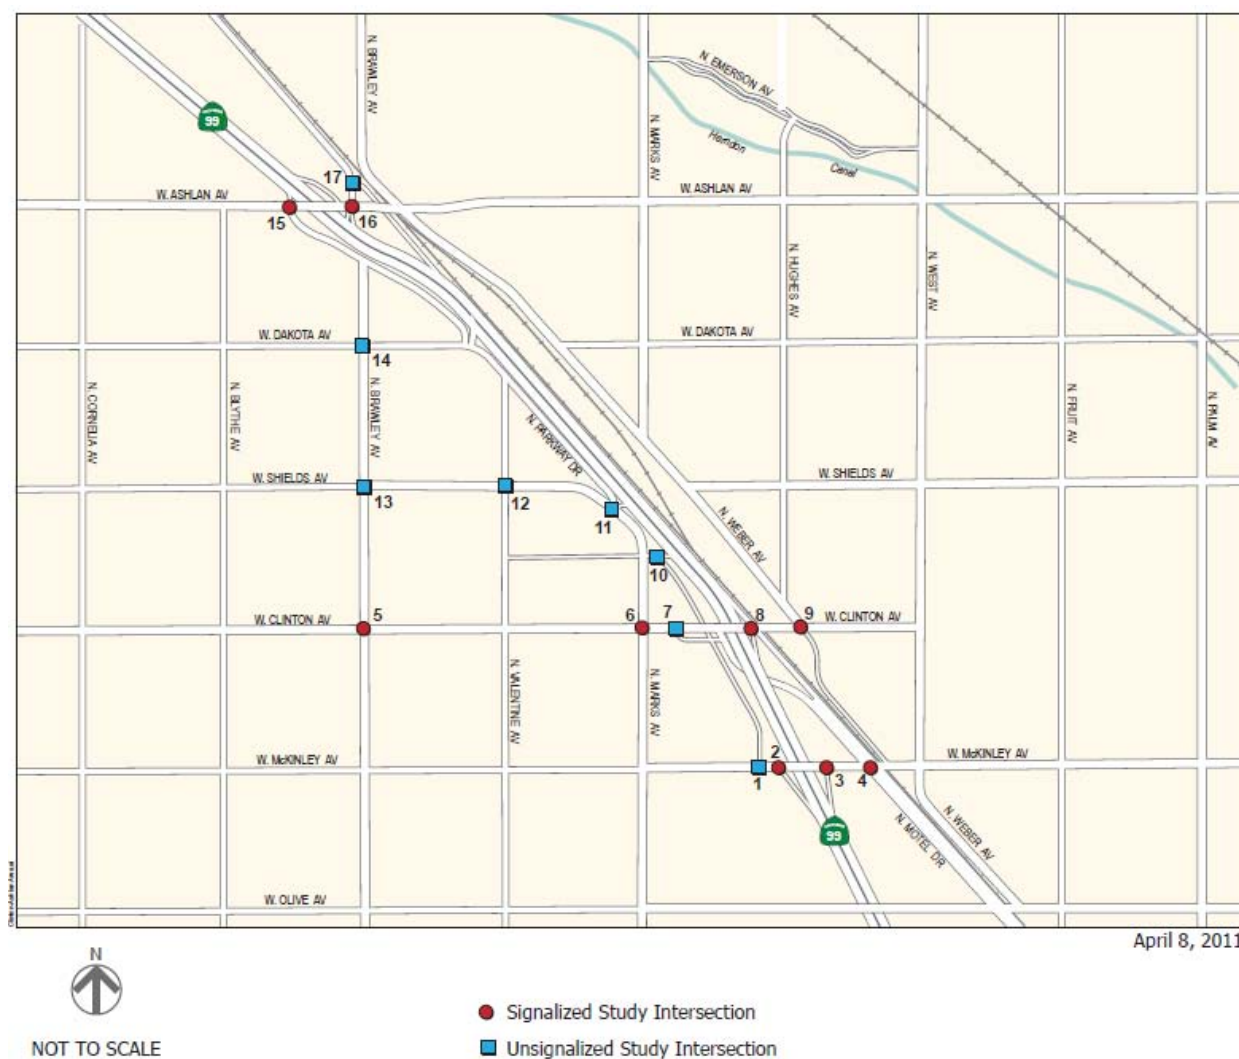 N. BRAWLEY AV
N. EMERSON AV
99
N. MARKS AV
Herndon
Canal
17
W. ASHLAN AV
W. ASHLAN AV
15
16
N. HUGHES AV
N. WEST AV
W. DAKOTA AV
W. DAKOTA AV
14
N. CORNELIA AV
N. BLYTHE AV
N. BRAWLEY AV
N. PARKWAY DR
N. FRUIT AV
N. PALM AV
W. SHIELDS AV
W. SHIELDS AV
13
12
11
N. WEBER AV
10
W. CLINTON AV
5
6
7
8
9
W. CLINTON AV
N. VALENTINE AV
N. MARKS AV
W. McKINLEY AV
W. McKINLEY AV
1
2
3
4
99
N. MOTEL DR
N. WEBER AV
W. OLIVE AV
April 8, 2011
N
NOT TO SCALE
Signalized Study Intersection
Unsignalized Study Intersection